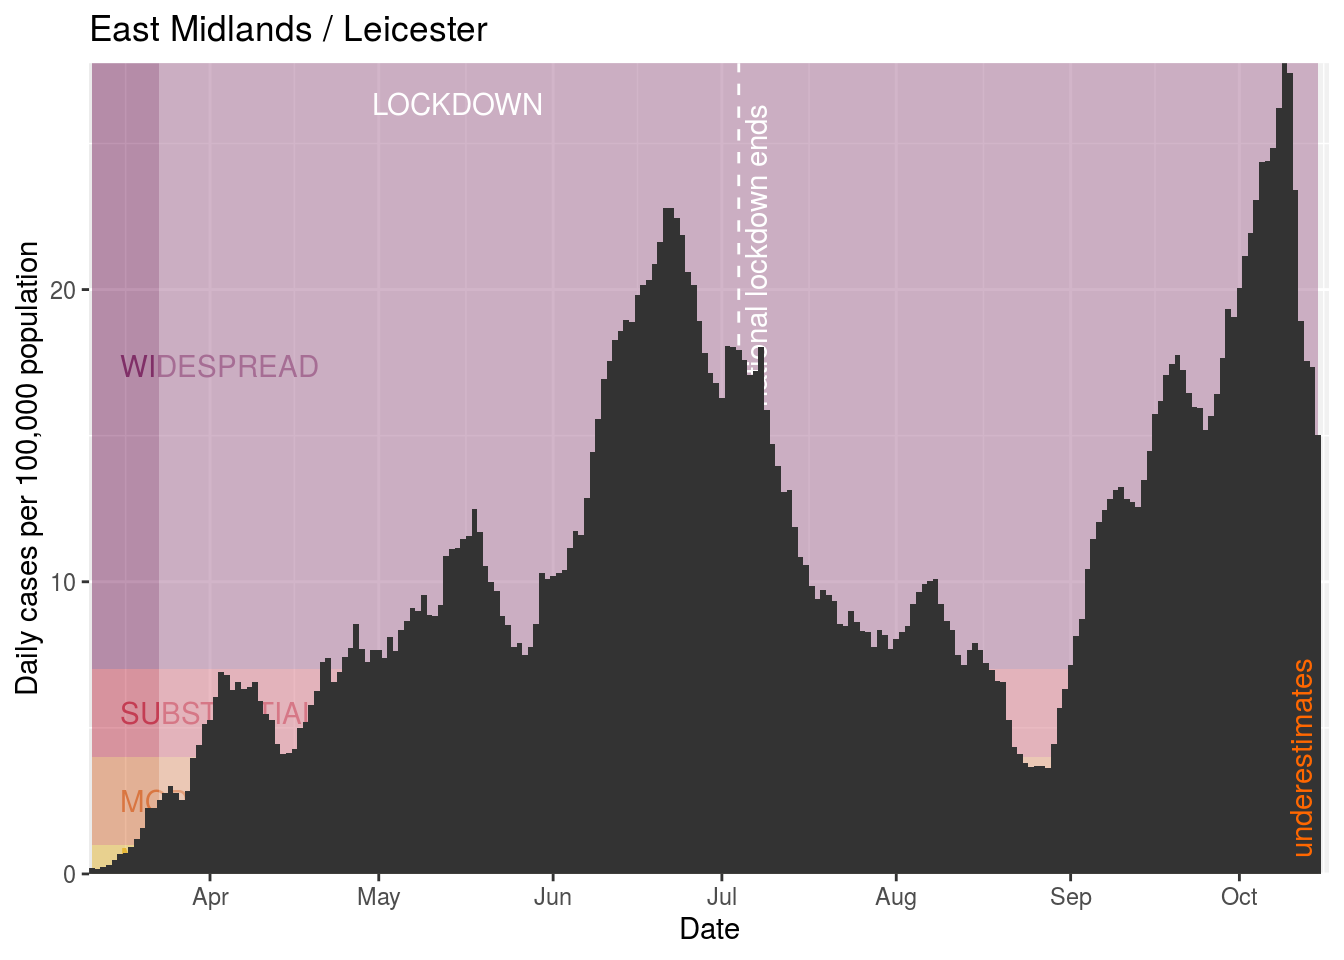 East Midlands / Leicester
LOCKDOWN
lockdown ends
WIDESPREAD
underestimates
Daily cases per 100,000 population
20
10
0
Apr
May
Jun
Jul
Aug
Sep
Oct
Date